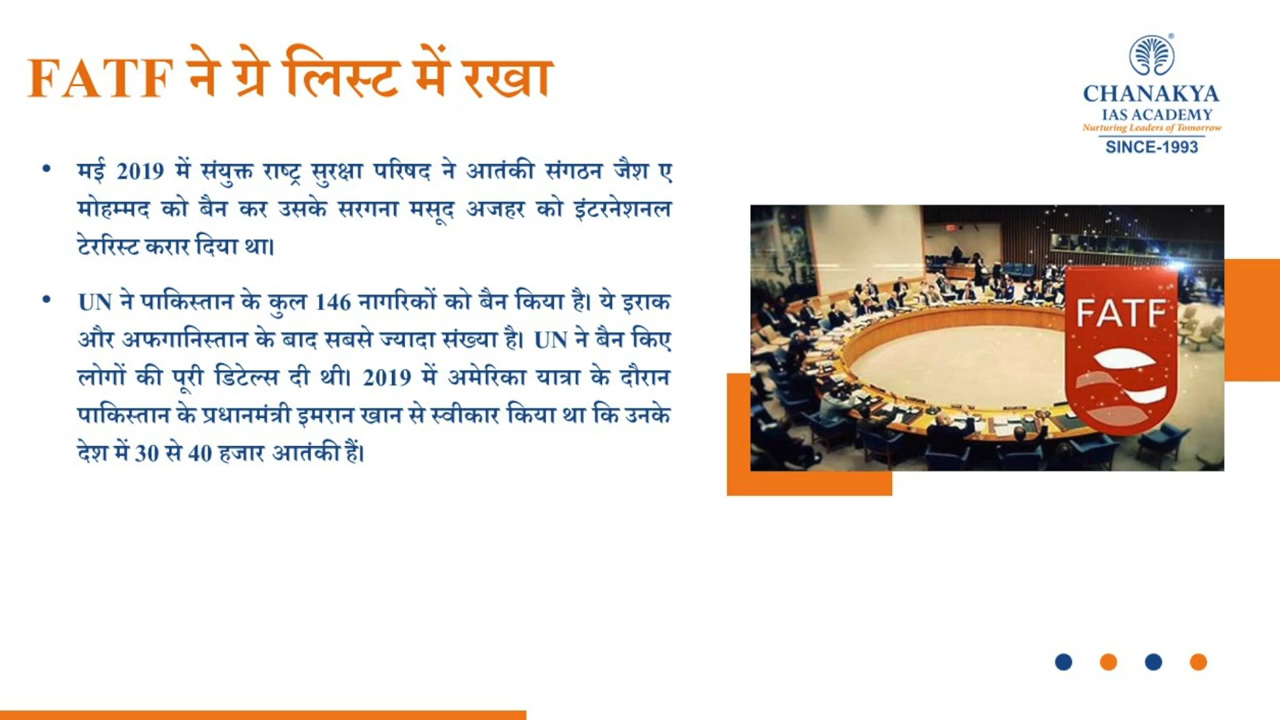 FATF ने ग्रे लिस्ट में रखा
CHANAKYA
IAS ACADEMY
Nurturing Leaders of Tomorrow
SINCE-1993
• मई 2019 में संयुक्त राष्ट्र सुरक्षा परिषद ने आतंकी संगठन जैश ए
मोहम्मद को बैन कर उसके सरगना मसूद अजहर को इंटरनेशनल
टेररिस्ट करार दिया था।
• UN ने पाकिस्तान के कुल 146 नागरिकों को बैन किया है। ये इराक
और अफगानिस्तान के बाद सबसे ज्यादा संख्या है। UN ने बैन किए
लोगों की पूरी डिटेल्स दी थी। 2019 में अमेरिका यात्रा के दौरान
पाकिस्तान के प्रधानमंत्री इमरान खान से स्वीकार किया था कि उनके
देश में 30 से 40 हजार आतंकी हैं।
FATF